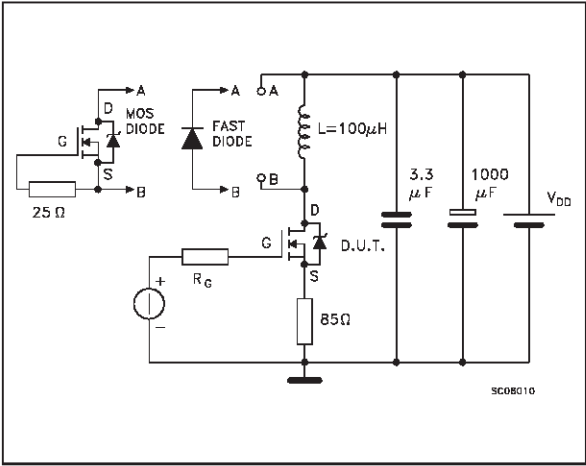 A
D
MOS
DIODE
G
S
B
25 Ω
A
FAST
DIODE
B
A
L=100μH
B
D
G
D.U.T.
S
R_G
+
−
85Ω
3.3
μF
1000
μF
V_DD
SC08010